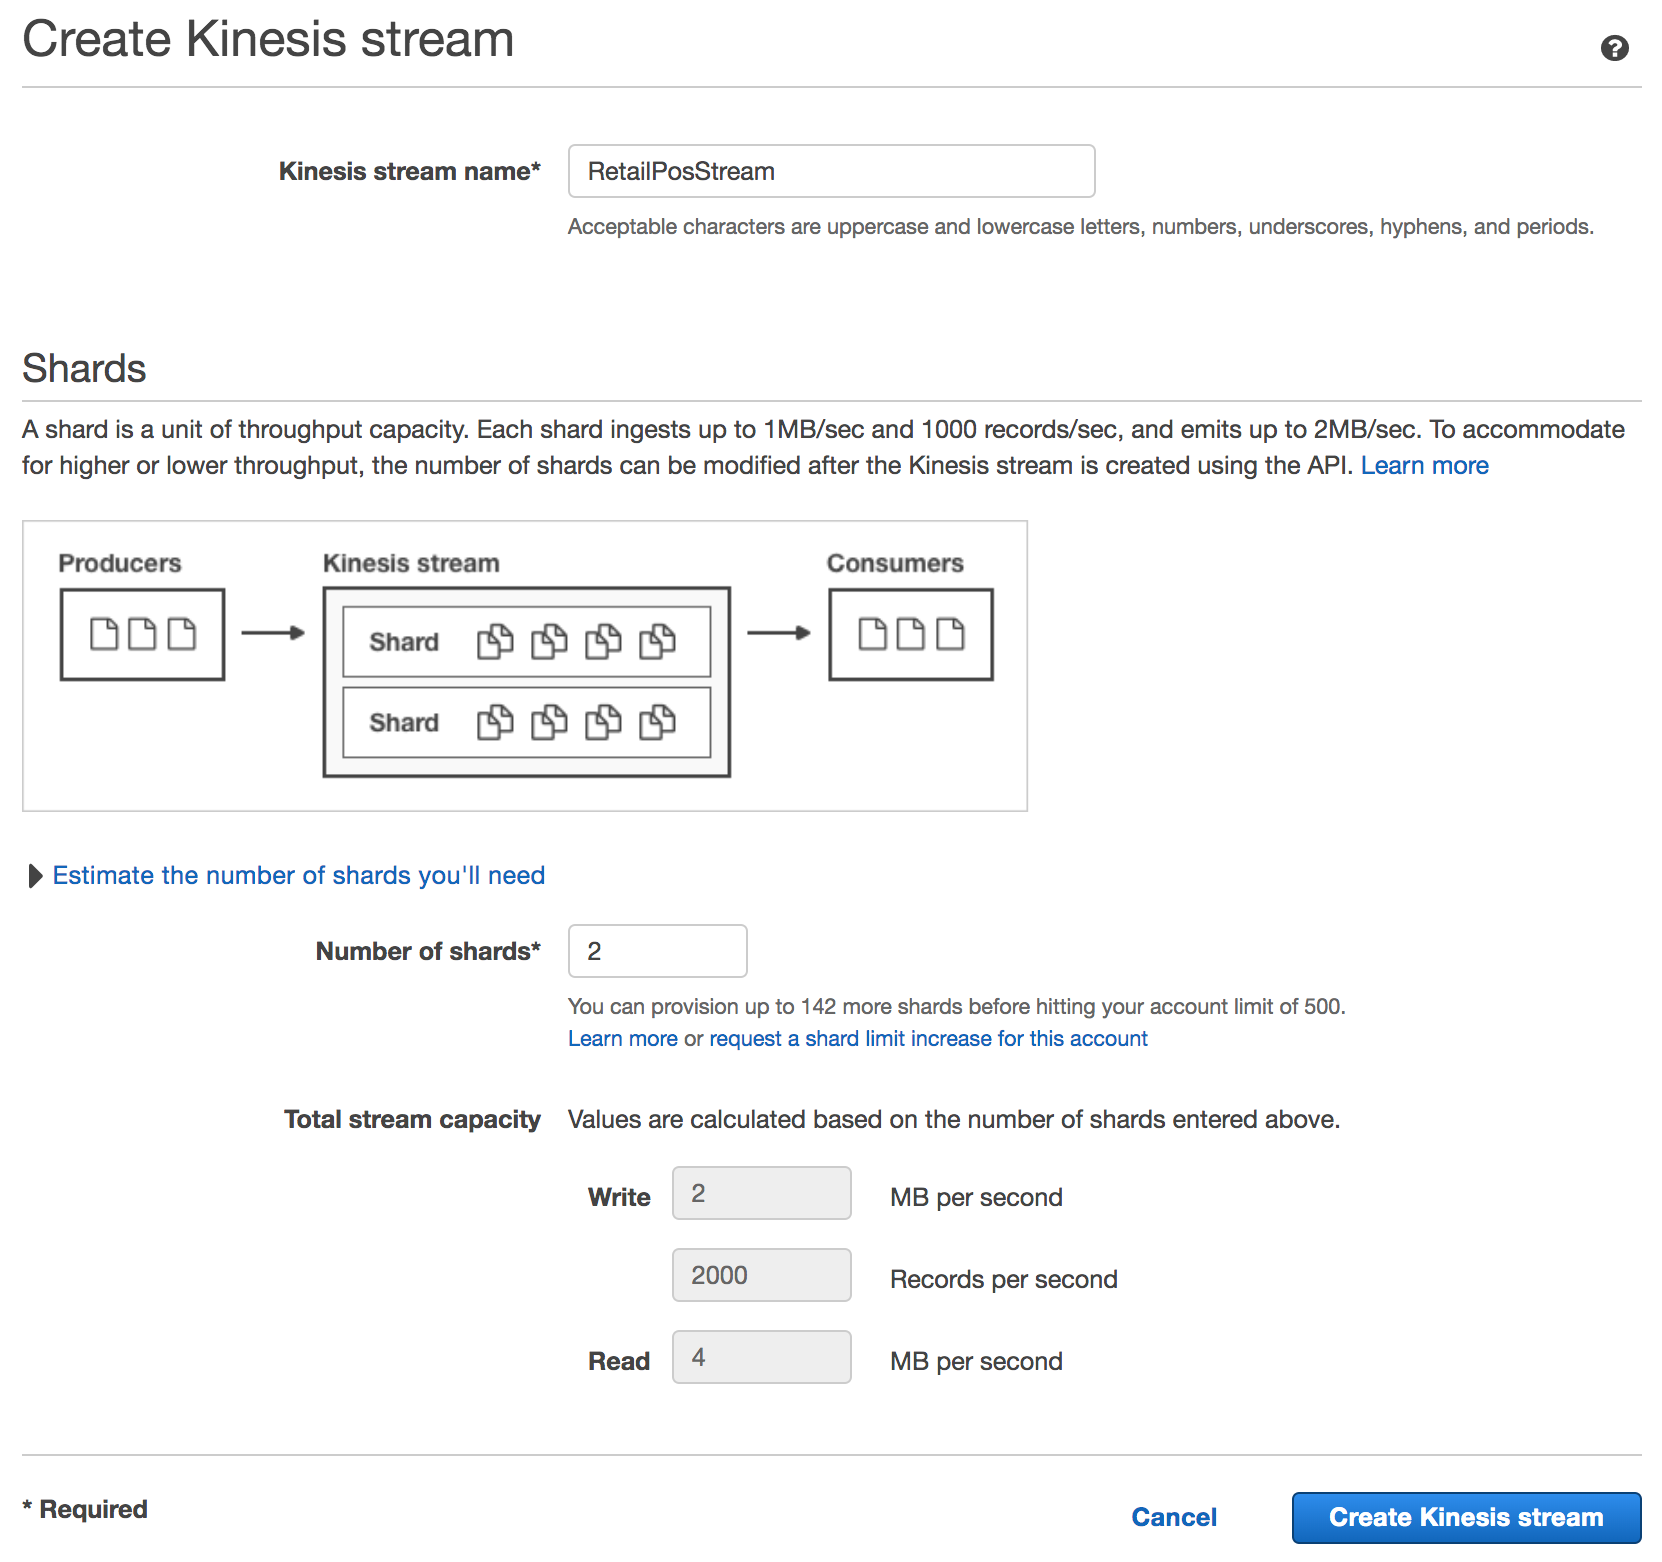 Create Kinesis stream
?
Kinesis stream name*
RetailPosStream
Acceptable characters are uppercase and lowercase letters, numbers, underscores, hyphens, and periods.
Shards
A shard is a unit of throughput capacity. Each shard ingests up to 1MB/sec and 1000 records/sec, and emits up to 2MB/sec. To accommodate
for higher or lower throughput, the number of shards can be modified after the Kinesis stream is created using the API. Learn more
Producers
Kinesis stream
Consumers
Shard
Shard
Estimate the number of shards you'll need
Number of shards*
2
You can provision up to 142 more shards before hitting your account limit of 500.
Learn more or request a shard limit increase for this account
Total stream capacity
Values are calculated based on the number of shards entered above.
Write
2
MB per second
2000
Records per second
Read
4
MB per second
* Required
Cancel
Create Kinesis stream